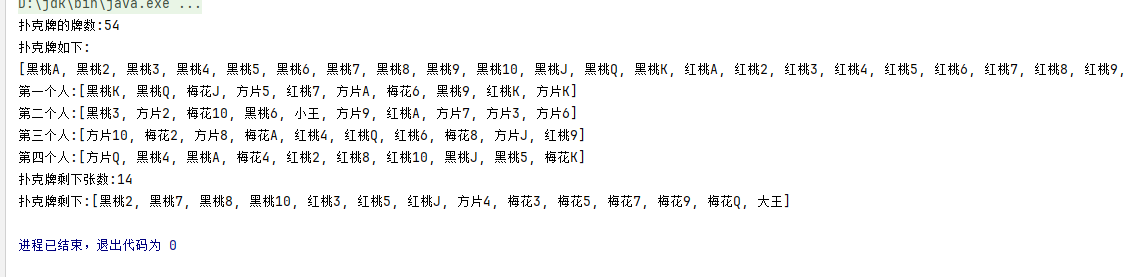 D:\jdk\bin\java.exe ...
扑克牌的牌数:54
扑克牌如下:
[黑桃A, 黑桃2, 黑桃3, 黑桃4, 黑桃5, 黑桃6, 黑桃7, 黑桃8, 黑桃9, 黑桃10, 黑桃J, 黑桃Q, 黑桃K, 红桃A, 红桃2, 红桃3, 红桃4, 红桃5, 红桃6, 红桃7, 红桃8, 红桃9,
第一个人:[黑桃K, 黑桃Q, 梅花J, 方片5, 红桃7, 方片A, 梅花6, 黑桃9, 红桃K, 方片K]
第二个人:[黑桃3, 方片2, 梅花10, 黑桃6, 小王, 方片9, 红桃A, 方片7, 方片3, 方片6]
第三个人:[方片10, 梅花2, 方片8, 梅花A, 红桃4, 红桃Q, 红桃6, 梅花8, 方片J, 红桃9]
第四个人:[方片Q, 黑桃4, 黑桃A, 梅花4, 红桃2, 红桃8, 红桃10, 黑桃J, 黑桃5, 梅花K]
扑克牌剩下张数:14
扑克牌剩下:[黑桃2, 黑桃7, 黑桃8, 黑桃10, 红桃3, 红桃5, 红桃J, 方片4, 梅花3, 梅花5, 梅花7, 梅花9, 梅花Q, 大王]
进程已结束，退出代码为 0